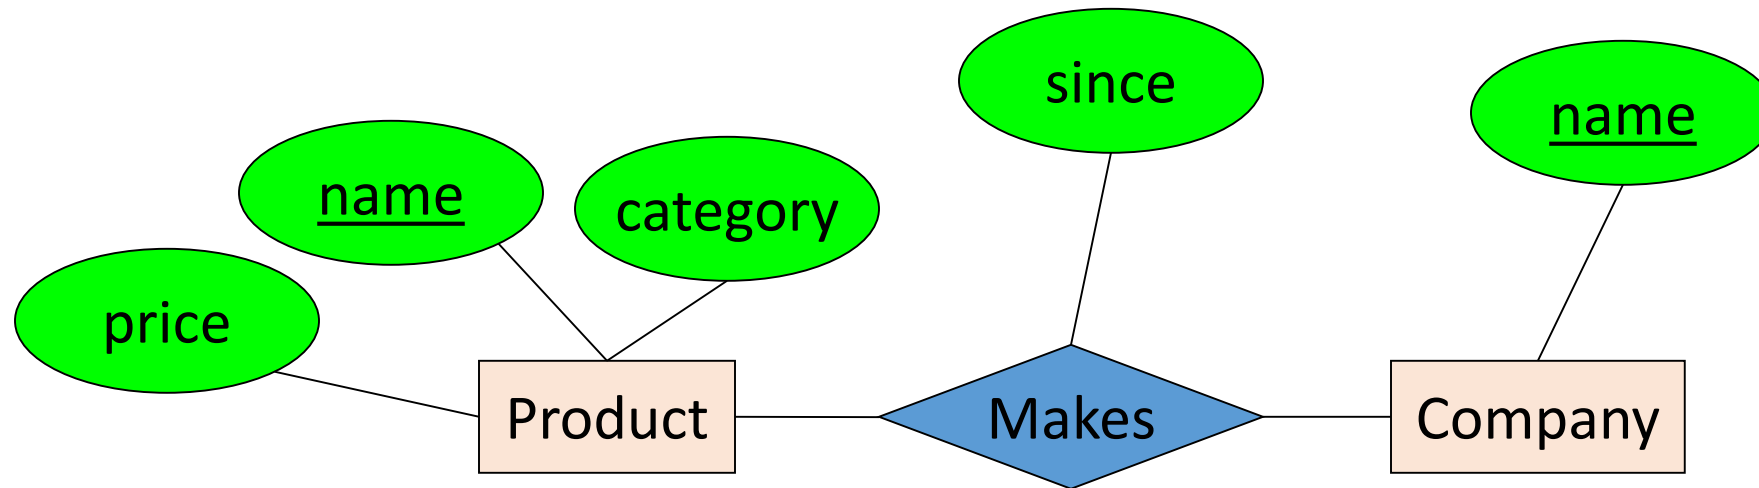 since
name
name
category
price
Product
Makes
Company